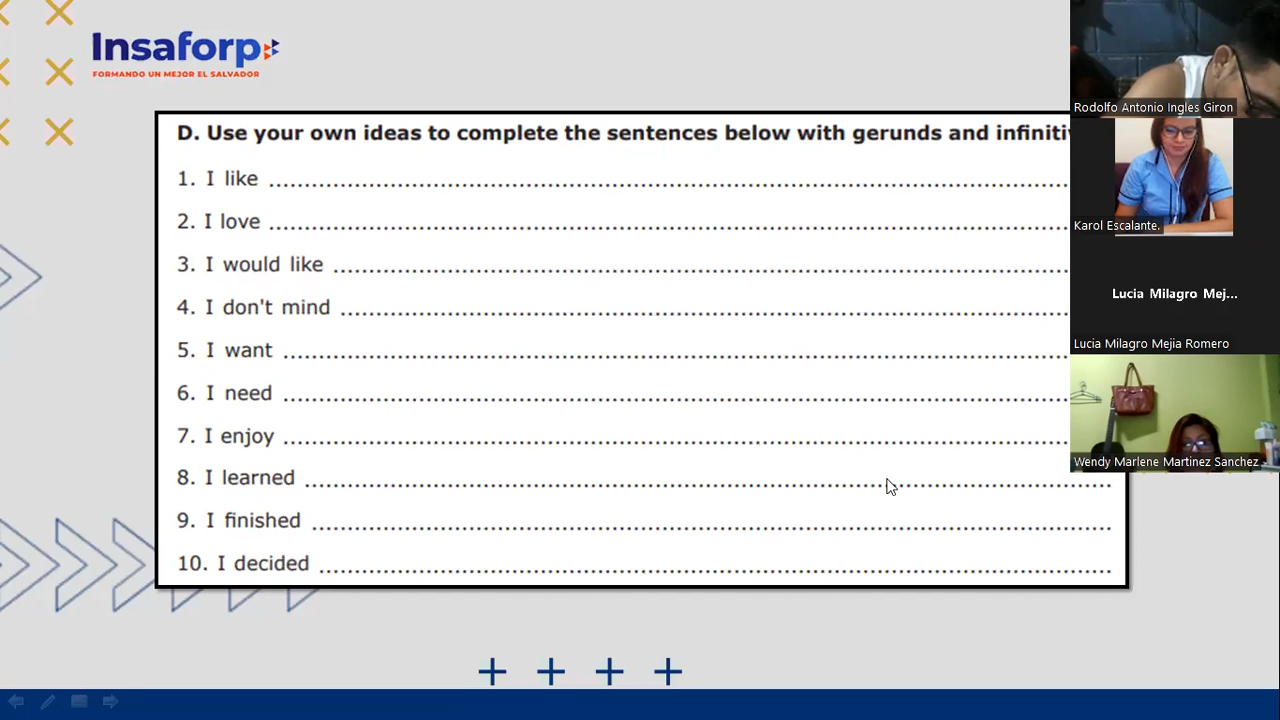 Insaforp
FORMANDO UN MEJOR EL SALVADOR
D. Use your own ideas to complete the sentences below with gerunds and
1. I like ........................................................................
2. I love ........................................................................
3. I would like ........................................................................
4. I don't mind ........................................................................
5. I want ........................................................................
6. I need ........................................................................
7. I enjoy ........................................................................
8. I learned ........................................................................
9. I finished ........................................................................
10. I decided ........................................................................
Rodolfo Antonio Ingles Giron
Karol Escalante.
Lucia Milagro Mej...
Lucia Milagro Mejia Romero
Wendy Marlene Martinez Sanchez